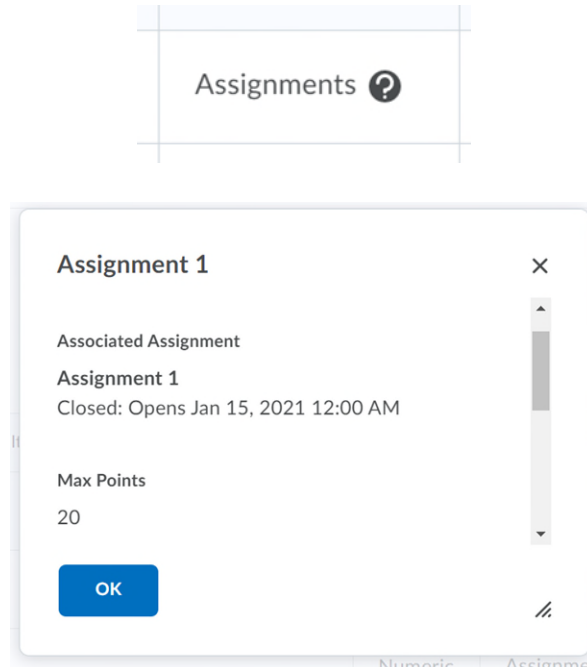 Assignments ?
Assignment 1
Associated Assignment
Assignment 1
Closed: Opens Jan 15, 2021 12:00 AM
Max Points
20
OK
Numeric